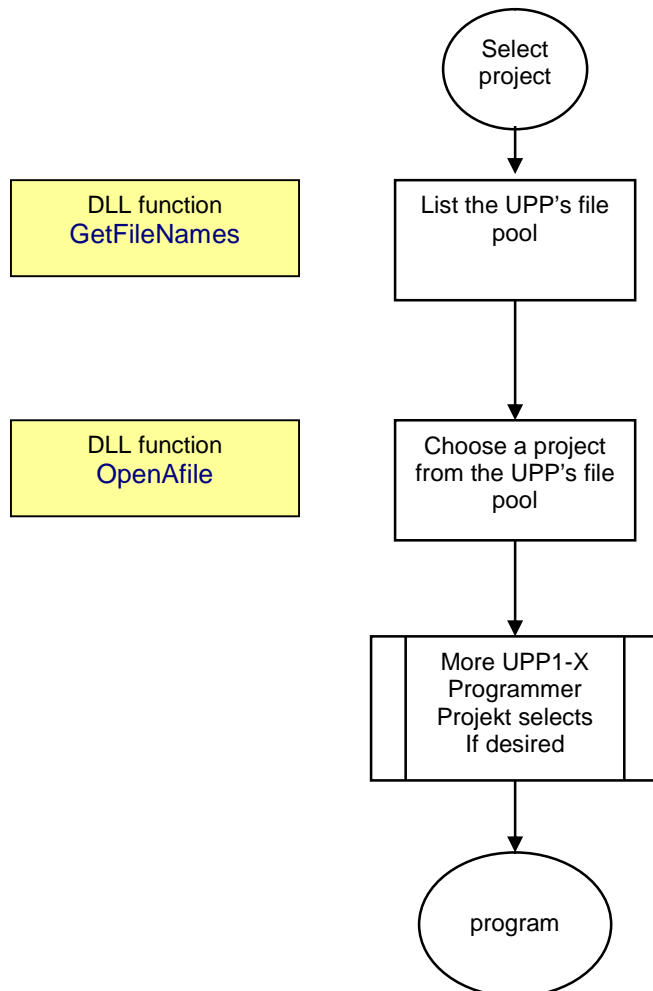 Select
project
DLL function
GetFileNames
List the UPP's file
pool
DLL function
OpenAfile
Choose a project
from the UPP's file
pool
More UPP1-X
Programmer
Projekt selects
If desired
program